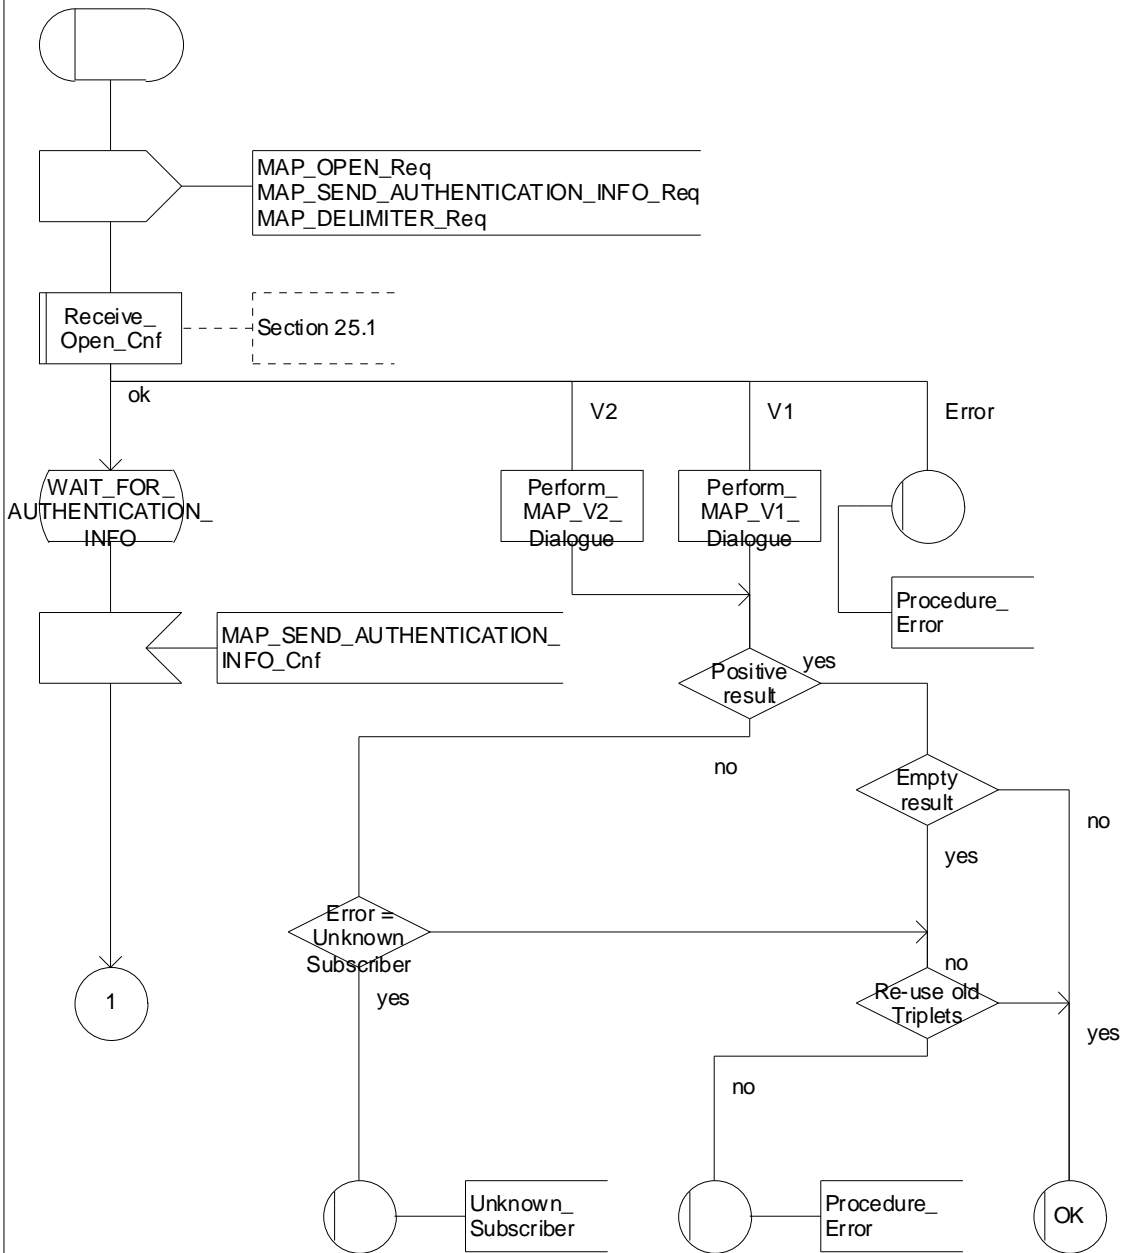 MAP_OPEN_Req
MAP_SEND_AUTHENTICATION_INFO_Req
MAP_DELIMITER_Req
Receive_
Open_Cnf
Section 25.1
ok
V2
V1
Error
WAIT_FOR_
AUTHENTICATION_
INFO
Perform_
MAP_V2_
Dialogue
Perform_
MAP_V1_
Dialogue
Procedure_
Error
MAP_SEND_AUTHENTICATION_
INFO_Cnf
Positive
result
yes
no
Empty
result
no
yes
Error =
Unknown
Subscriber
no
yes
1
Re-use old
Triplets
yes
no
Unknown_
Subscriber
Procedure_
Error
OK